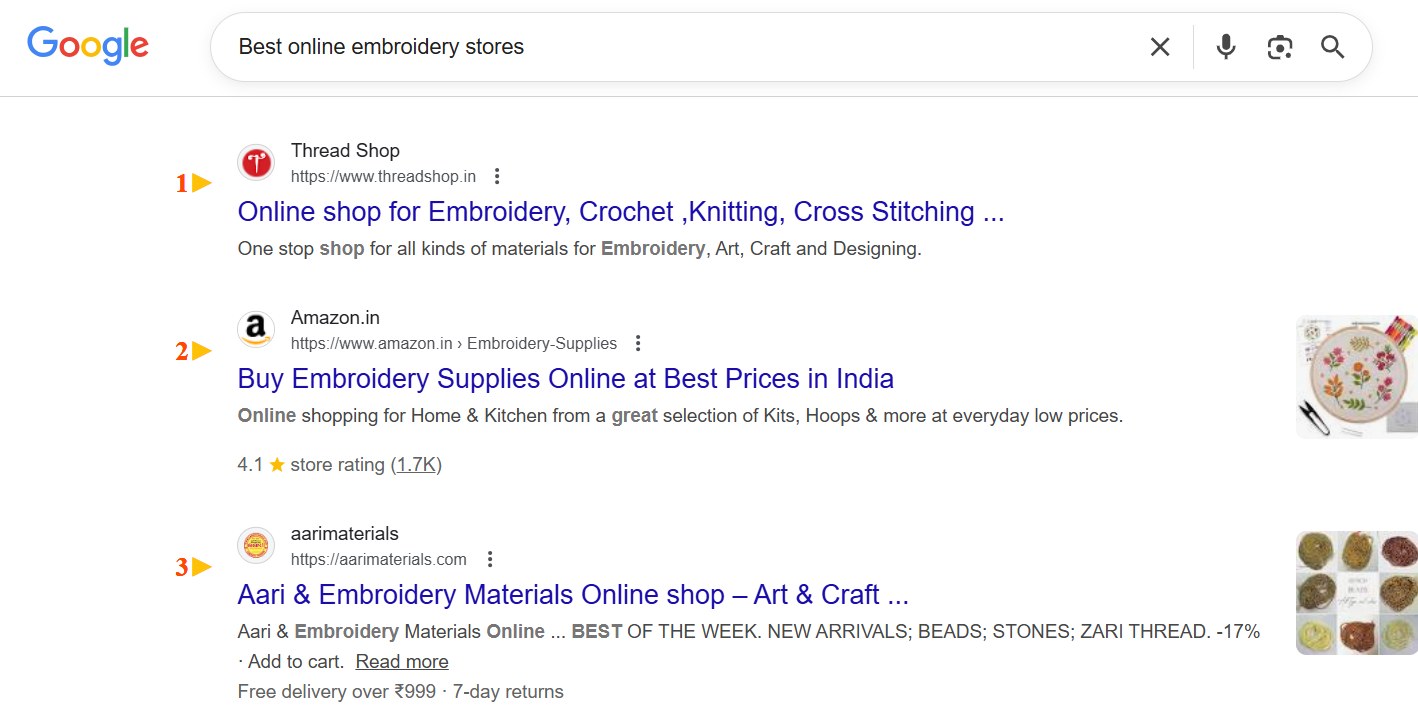 Google
Best online embroidery stores
Thread Shop
https://www.threadshop.in
1
Online shop for Embroidery, Crochet ,Knitting, Cross Stitching ...
One stop shop for all kinds of materials for Embroidery, Art, Craft and Designing.
Amazon.in
https://www.amazon.in › Embroidery-Supplies
2
Buy Embroidery Supplies Online at Best Prices in India
Online shopping for Home & Kitchen from a great selection of Kits, Hoops & more at everyday low prices.
4.1 ★ store rating (1.7K)
aarimaterials
https://aarimaterials.com
3
Aari & Embroidery Materials Online shop – Art & Craft ...
Aari & Embroidery Materials Online ... BEST OF THE WEEK. NEW ARRIVALS; BEADS; STONES; ZARI THREAD. -17%
· Add to cart. Read more
Free delivery over ₹999 · 7-day returns